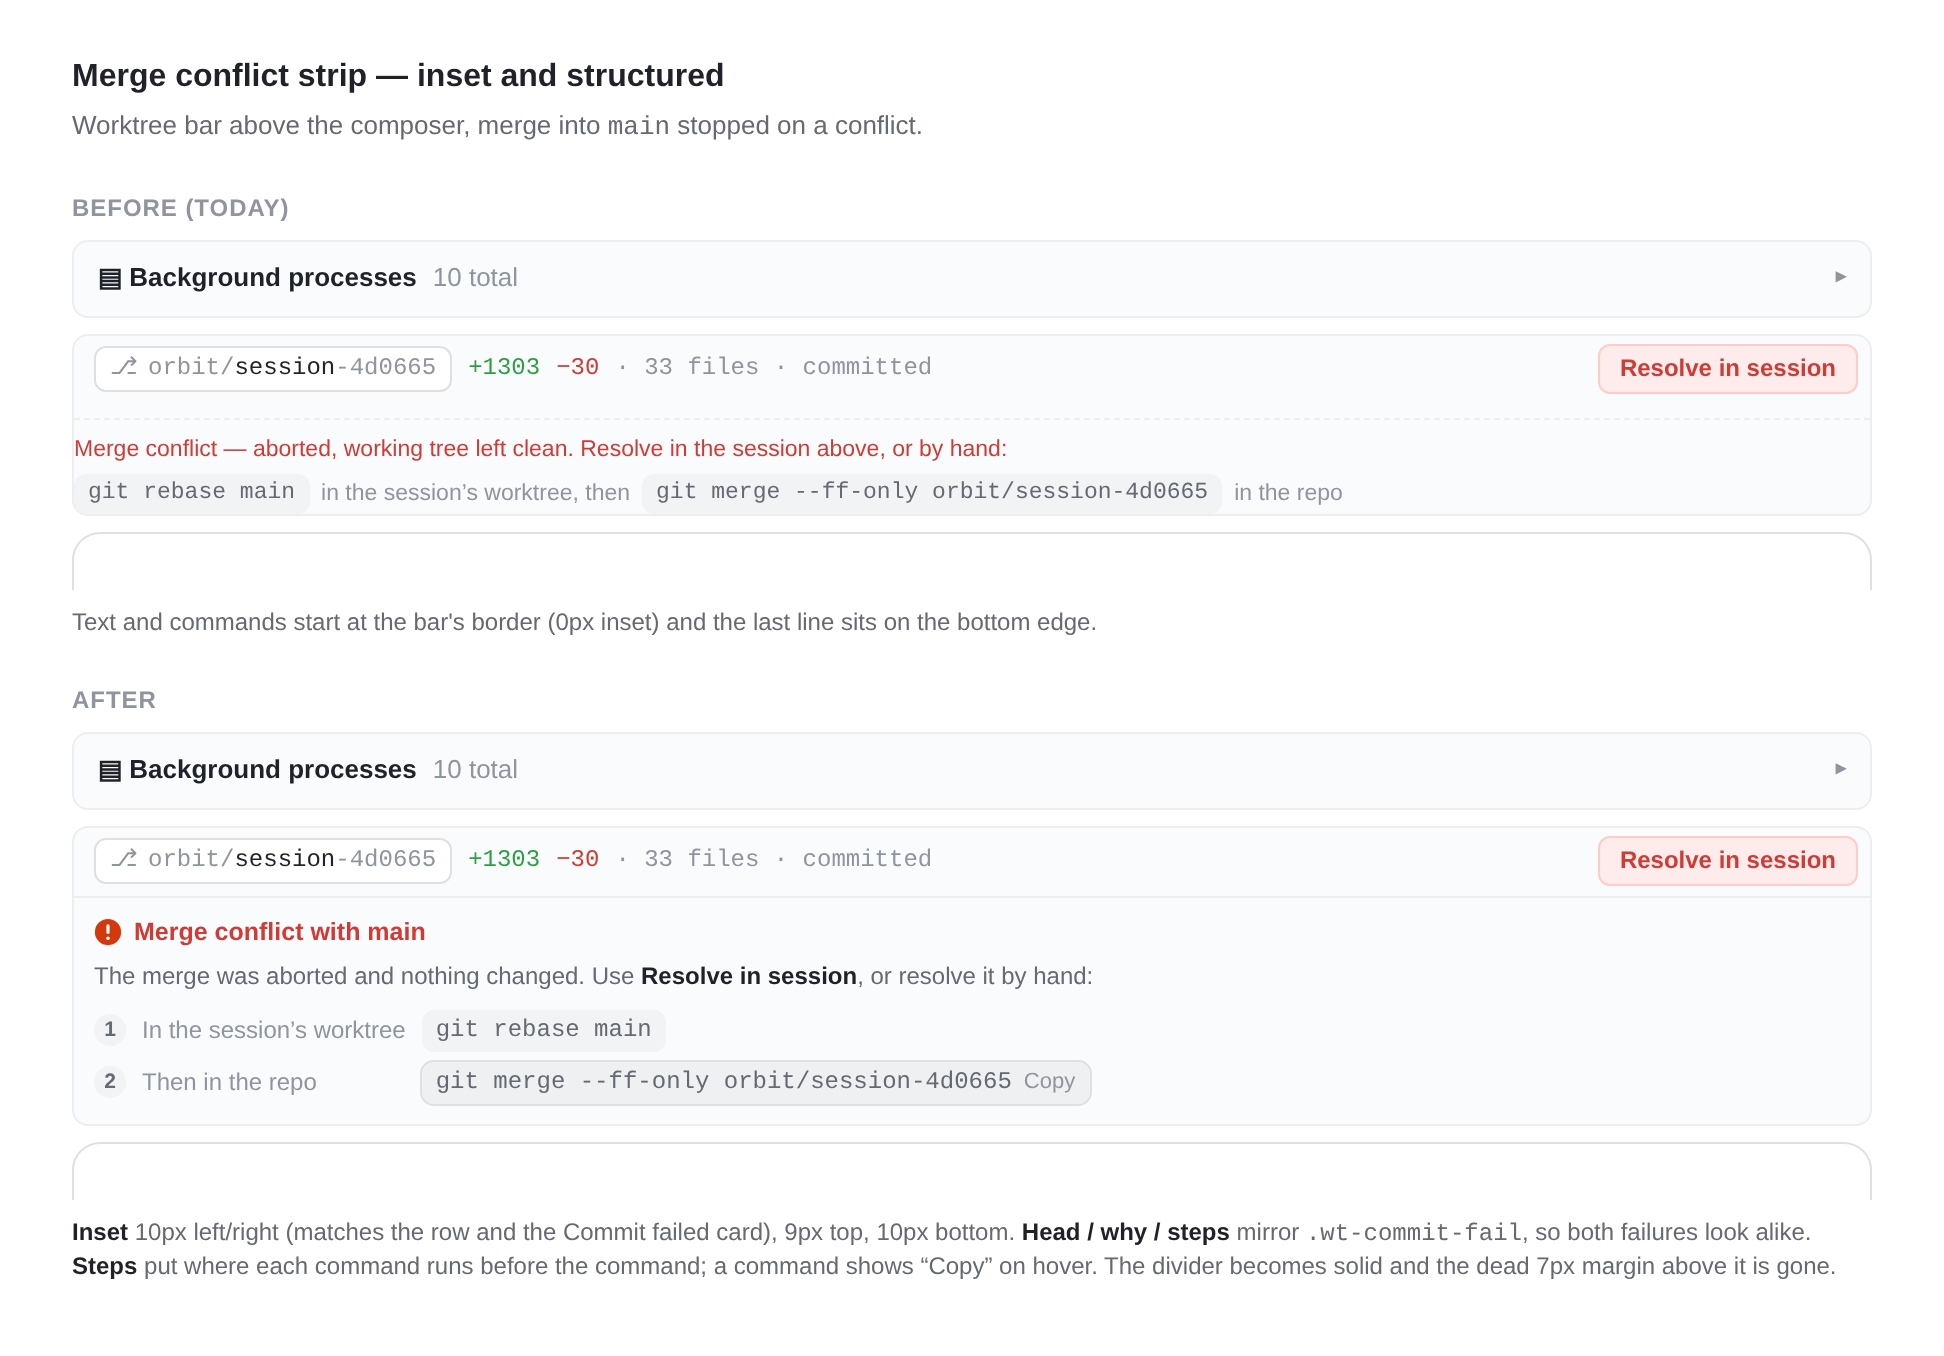 Merge conflict strip — inset and structured
Worktree bar above the composer, merge into main stopped on a conflict.
BEFORE (TODAY)
Background processes 10 total
orbit/session-4d0665 +1303 −30 · 33 files · committed Resolve in session
Merge conflict — aborted, working tree left clean. Resolve in the session above, or by hand:
git rebase main in the session’s worktree, then git merge --ff-only orbit/session-4d0665 in the repo
Text and commands start at the bar's border (0px inset) and the last line sits on the bottom edge.
AFTER
Background processes 10 total
orbit/session-4d0665 +1303 −30 · 33 files · committed Resolve in session
Merge conflict with main
The merge was aborted and nothing changed. Use Resolve in session, or resolve it by hand:
1 In the session’s worktree git rebase main
2 Then in the repo git merge --ff-only orbit/session-4d0665 Copy
Inset 10px left/right (matches the row and the Commit failed card), 9px top, 10px bottom. Head / why / steps mirror .wt-commit-fail, so both failures look alike.
Steps put where each command runs before the command; a command shows “Copy” on hover. The divider becomes solid and the dead 7px margin above it is gone.